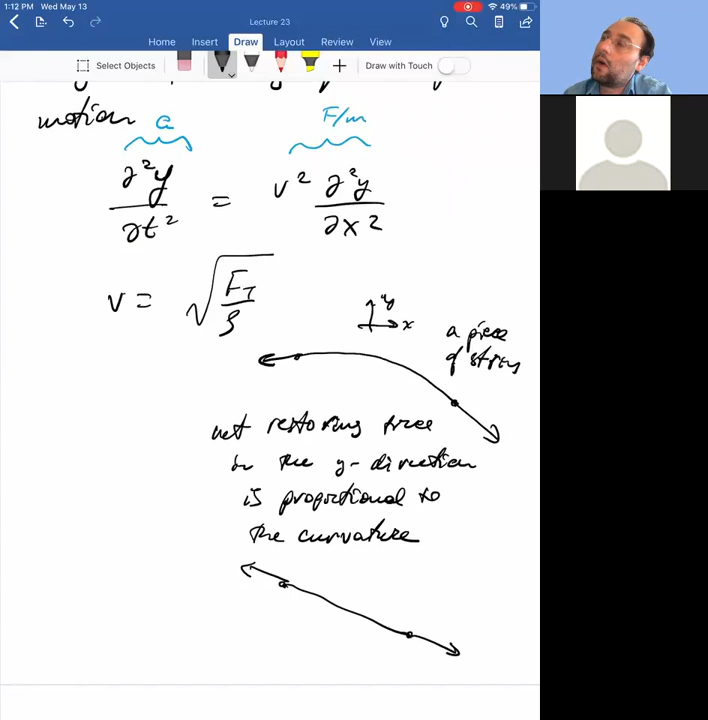 1:12 PM Wed May 13
49%
Lecture 23
Home Insert Draw Layout Review View
Select Objects
Draw with Touch
motion a F/m
∂²y/∂t² = v² ∂²y/∂x²
v = √(F_T/ρ)
y
x
a piece
of string
net restoring force
in the y-direction
is proportional to
the curvature